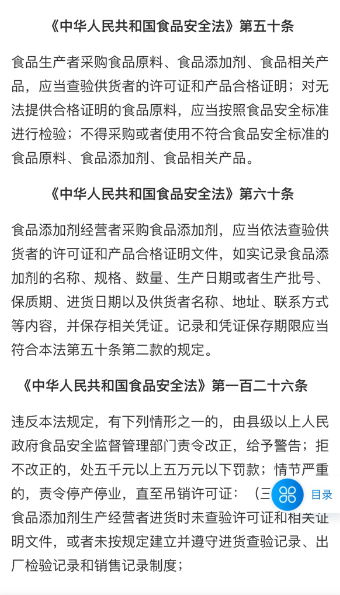 《中华人民共和国食品安全法》第五十条
食品生产者采购食品原料、食品添加剂、食品相关产
品，应当查验供货者的许可证和产品合格证明；对无
法提供合格证明的食品原料，应当按照食品安全标准
进行检验；不得采购或者使用不符合食品安全标准的
食品原料、食品添加剂、食品相关产品。
《中华人民共和国食品安全法》第六十条
食品添加剂经营者采购食品添加剂，应当依法查验供
货者的许可证和产品合格证明文件，如实记录食品添
加剂的名称、规格、数量、生产日期或者生产批号、
保质期、进货日期以及供货者名称、地址、联系方式
等内容，并保存相关凭证。记录和凭证保存期限应当
符合本法第五十条第二款的规定。
《中华人民共和国食品安全法》第一百二十六条
违反本法规定，有下列情形之一的，由县级以上人民
政府食品安全监督管理部门责令改正，给予警告；拒
不改正的，处五千元以上五万元以下罚款；情节严重
的，责令停产停业，直至吊销许可证：（三
目录
食品添加剂生产经营者进货时未查验许可证和相关证
明文件，或者未按规定建立并遵守进货查验记录、出
厂检验记录和销售记录制度；